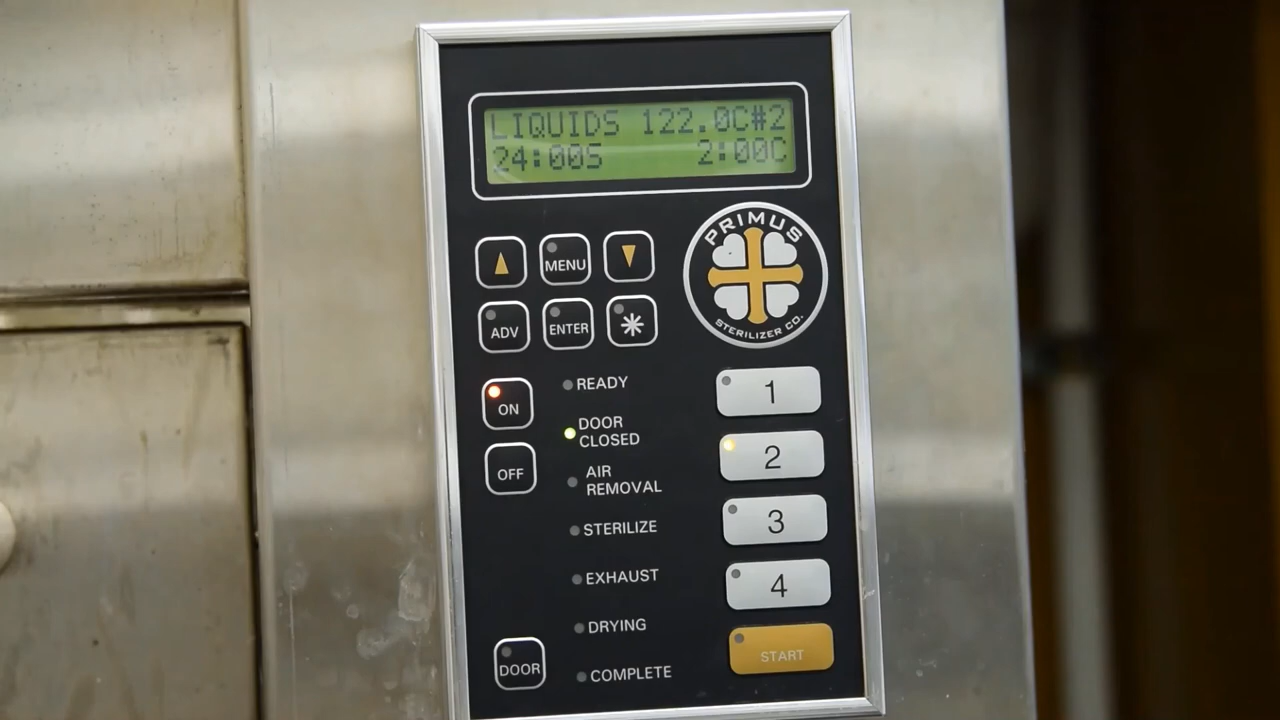 LIQUIDS 122.0C#2
24:00S 2:00C
PRIMUS
STERILIZER CO.
MENU
ADV
ENTER
ON
OFF
READY
DOOR
CLOSED
AIR
REMOVAL
STERILIZE
EXHAUST
DRYING
COMPLETE
DOOR
1
2
3
4
START